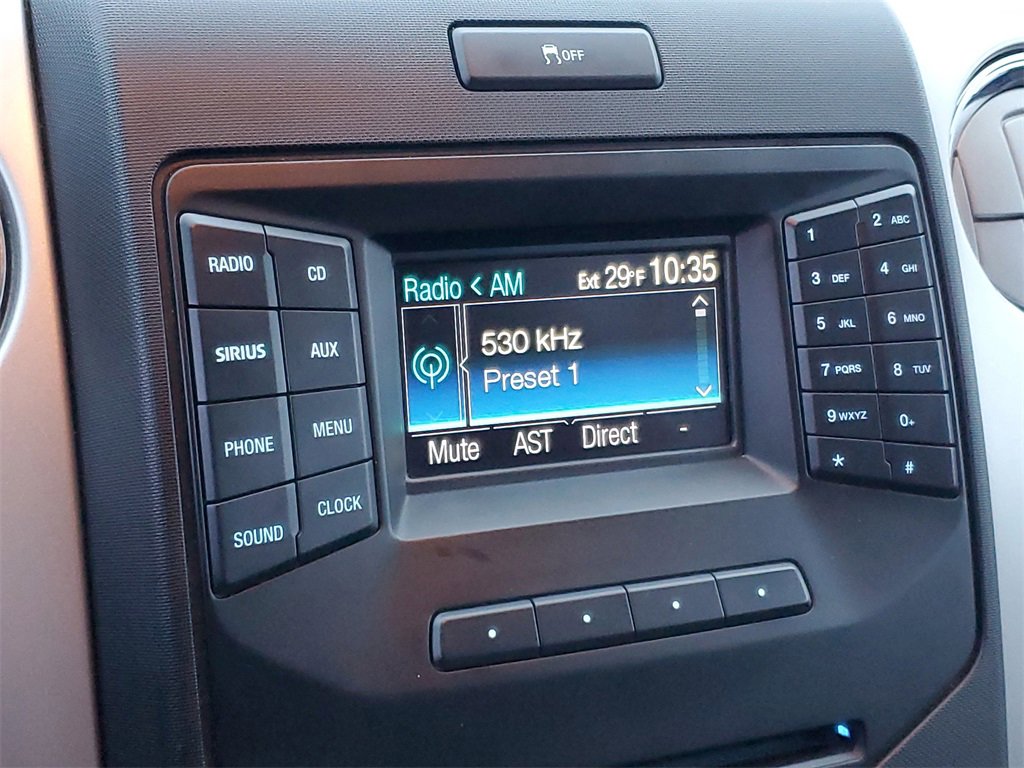 OFF
Radio < AM Ext 29°F 10:35
530 kHz
Preset 1
Mute AST Direct -
RADIO CD
SIRIUS AUX
PHONE MENU
SOUND CLOCK
1 2 ABC
3 DEF 4 GHI
5 JKL 6 MNO
7 PQRS 8 TUV
9 WXYZ 0+
* #